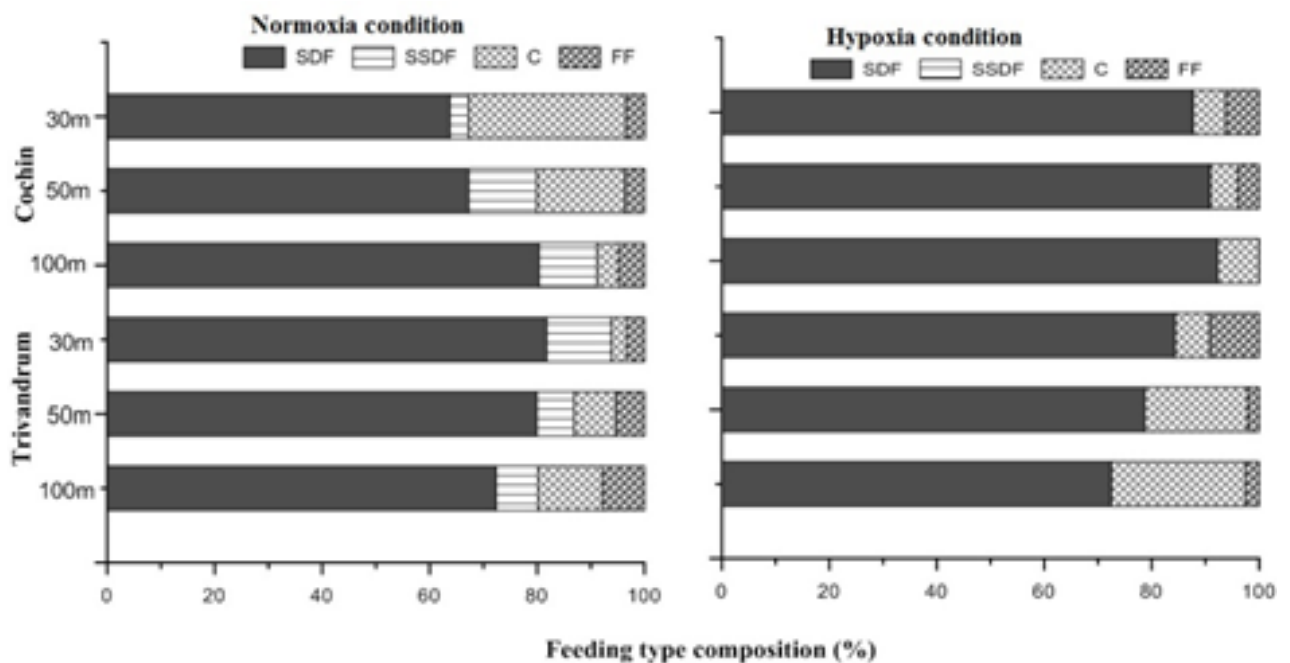 Normoxia condition
SDF SSDF C FF
Hypoxia condition
SDF SSDF C FF
Cochin
30m
50m
100m
Trivandrum
30m
50m
100m
0 20 40 60 80 100
0 20 40 60 80 100
Feeding type composition (%)